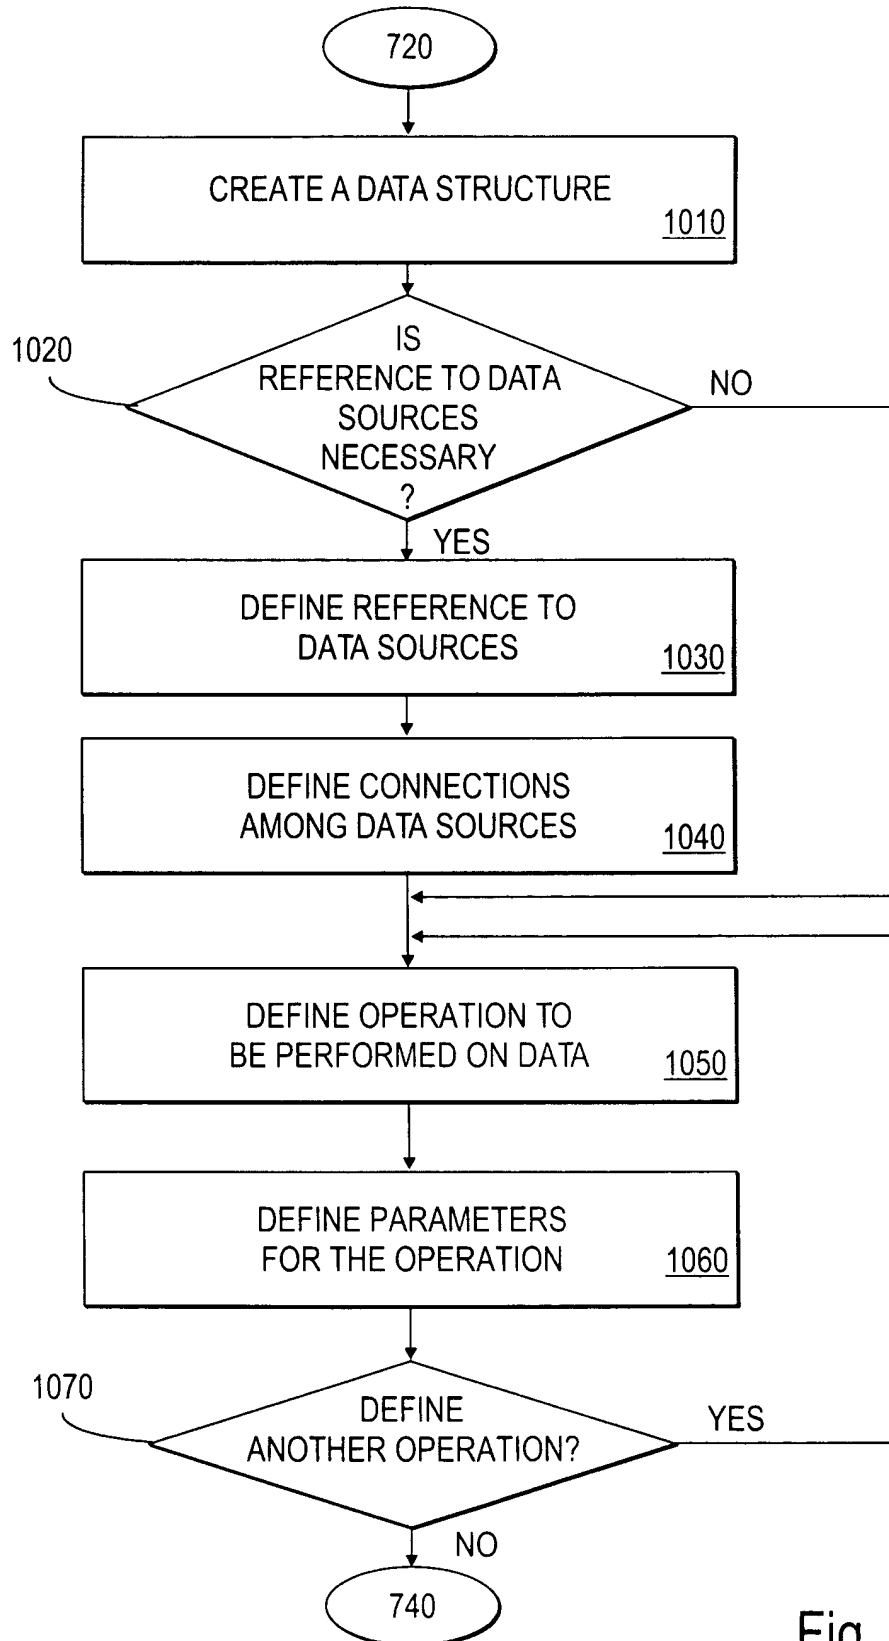 720
CREATE A DATA STRUCTURE
1010
1020
IS
REFERENCE TO DATA
SOURCES
NECESSARY
?
NO
YES
DEFINE REFERENCE TO
DATA SOURCES
1030
DEFINE CONNECTIONS
AMONG DATA SOURCES
1040
DEFINE OPERATION TO
BE PERFORMED ON DATA
1050
DEFINE PARAMETERS
FOR THE OPERATION
1060
1070
DEFINE
ANOTHER OPERATION?
YES
NO
740
Fig